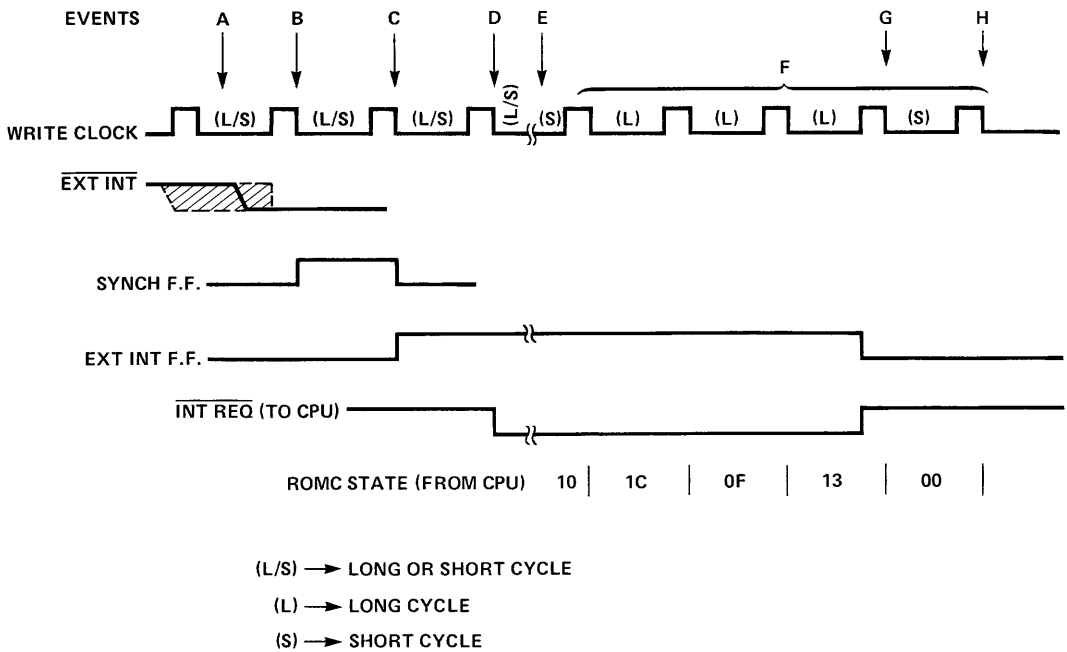 EVENTS A B C D E F G H
WRITE CLOCK (L/S) (L/S) (L/S) (L/S) (S) (L) (L) (L) (S)
EXT INT
SYNCH F.F.
EXT INT F.F.
INT REQ (TO CPU)
ROMC STATE (FROM CPU) 10 | 1C | 0F | 13 | 00 |
(L/S) → LONG OR SHORT CYCLE
(L) → LONG CYCLE
(S) → SHORT CYCLE